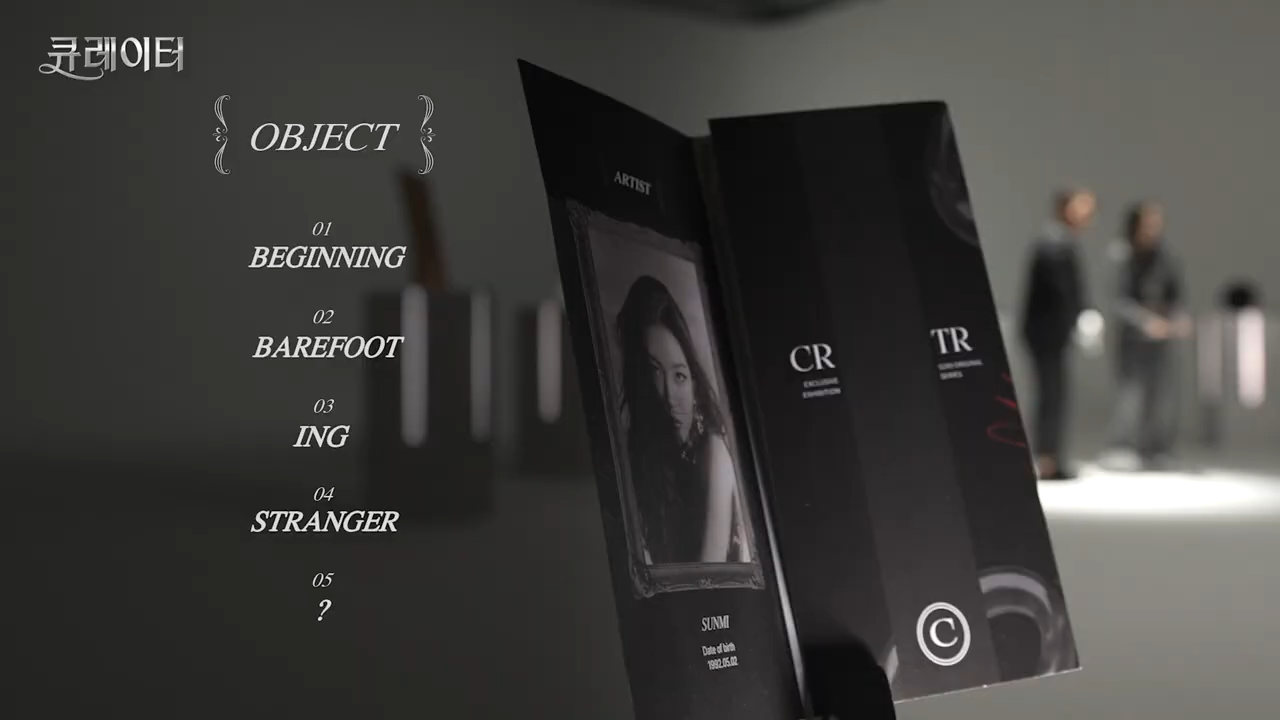 큐레이터
OBJECT
01
BEGINNING
02
BAREFOOT
03
ING
04
STRANGER
05
?
ARTIST
SUNMI
Date of birth
1992.05.02
CR
EXCLUSIVE
EXHIBITION
TR
SERIES
C